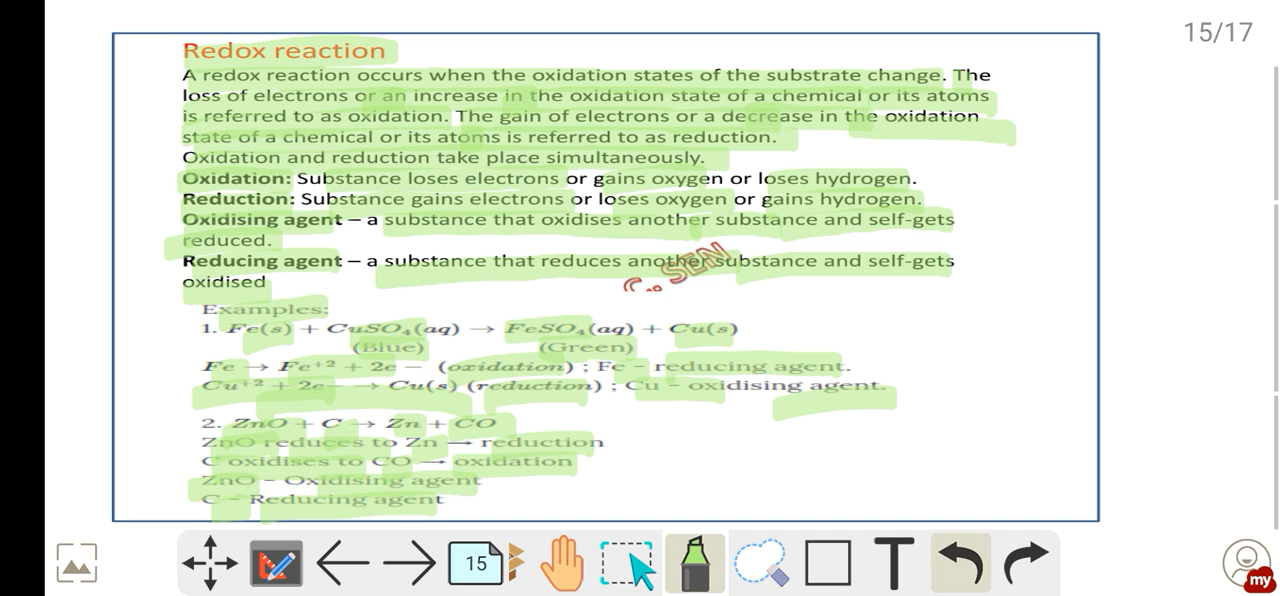 15/17
Redox reaction
A redox reaction occurs when the oxidation states of the substrate change. The
loss of electrons or an increase in the oxidation state of a chemical or its atoms
is referred to as oxidation. The gain of electrons or a decrease in the oxidation
state of a chemical or its atoms is referred to as reduction.
Oxidation and reduction take place simultaneously.
Oxidation: Substance loses electrons or gains oxygen or loses hydrogen.
Reduction: Substance gains electrons or loses oxygen or gains hydrogen.
Oxidising agent – a substance that oxidises another substance and self-gets
reduced.
Reducing agent – a substance that reduces another substance and self-gets
oxidised
SEN
Examples:
1. Fe(s) + CuSO₄(aq) → FeSO₄(aq) + Cu(s)
(Blue) (Green)
Fe → Fe⁺² + 2e − (oxidation) ; Fe – reducing agent.
Cu⁺² + 2e − → Cu(s) (reduction) ; Cu – oxidising agent.
2. ZnO + C → Zn + CO
ZnO reduces to Zn → reduction
C oxidises to CO → oxidation
ZnO – Oxidising agent
C – Reducing agent
15
T
my